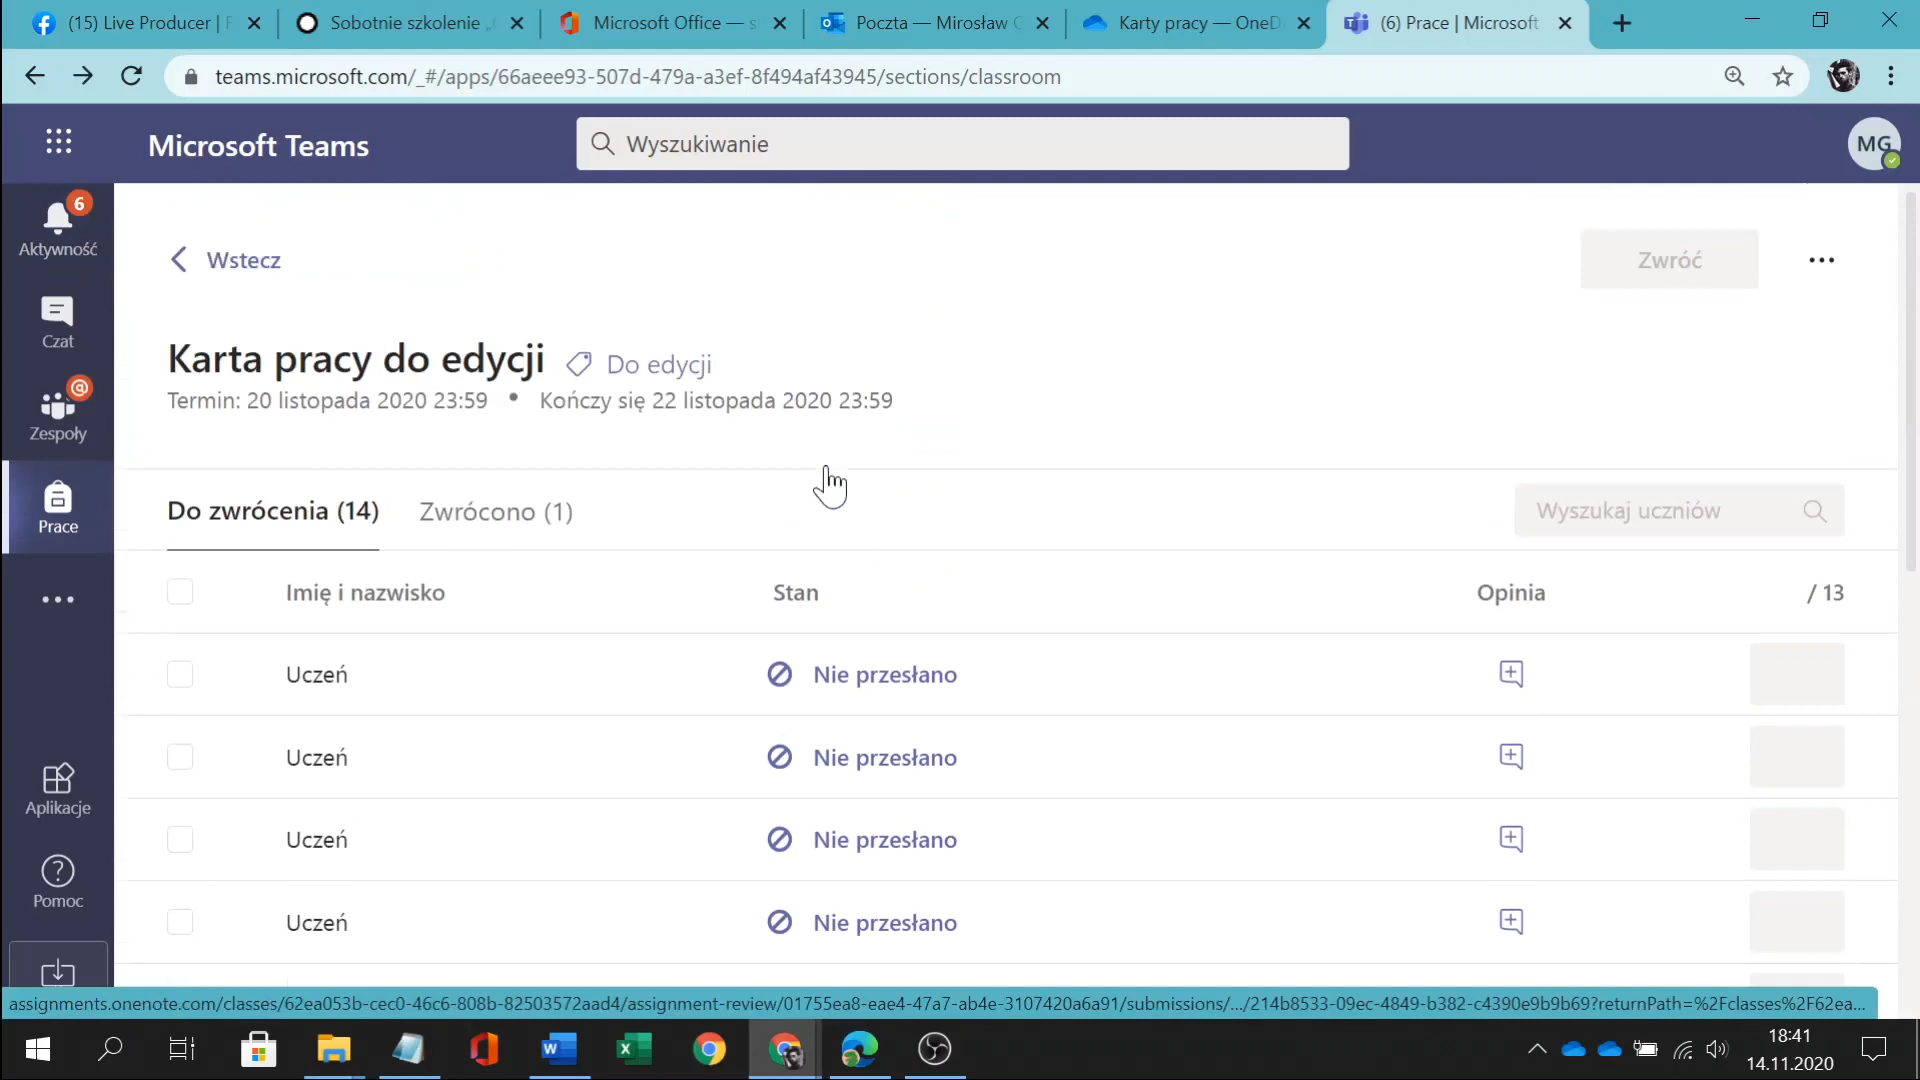 (15) Live Producer | F
Sobotnie szkolenie „
Microsoft Office — s
Poczta — Mirosław G
Karty pracy — OneD
(6) Prace | Microsoft
teams.microsoft.com/_#/apps/66aeee93-507d-479a-a3ef-8f494af43945/sections/classroom
Microsoft Teams
Wyszukiwanie
MG
6
Aktywność
Czat
Zespoły
Prace
Aplikacje
Pomoc
Wstecz
Zwróć
Karta pracy do edycji
Do edycji
Termin: 20 listopada 2020 23:59 • Kończy się 22 listopada 2020 23:59
Do zwrócenia (14)
Zwrócono (1)
Wyszukaj uczniów
Imię i nazwisko
Stan
Opinia
/ 13
Uczeń
Nie przesłano
Uczeń
Nie przesłano
Uczeń
Nie przesłano
Uczeń
Nie przesłano
assignments.onenote.com/classes/62ea053b-cec0-46c6-808b-82503572aad4/assignment-review/01755ea8-eae4-47a7-ab4e-3107420a6a91/submissions/.../214b8533-09ec-4849-b382-c4390e9b9b69?returnPath=%2Fclasses%2F62ea...
18:41
14.11.2020